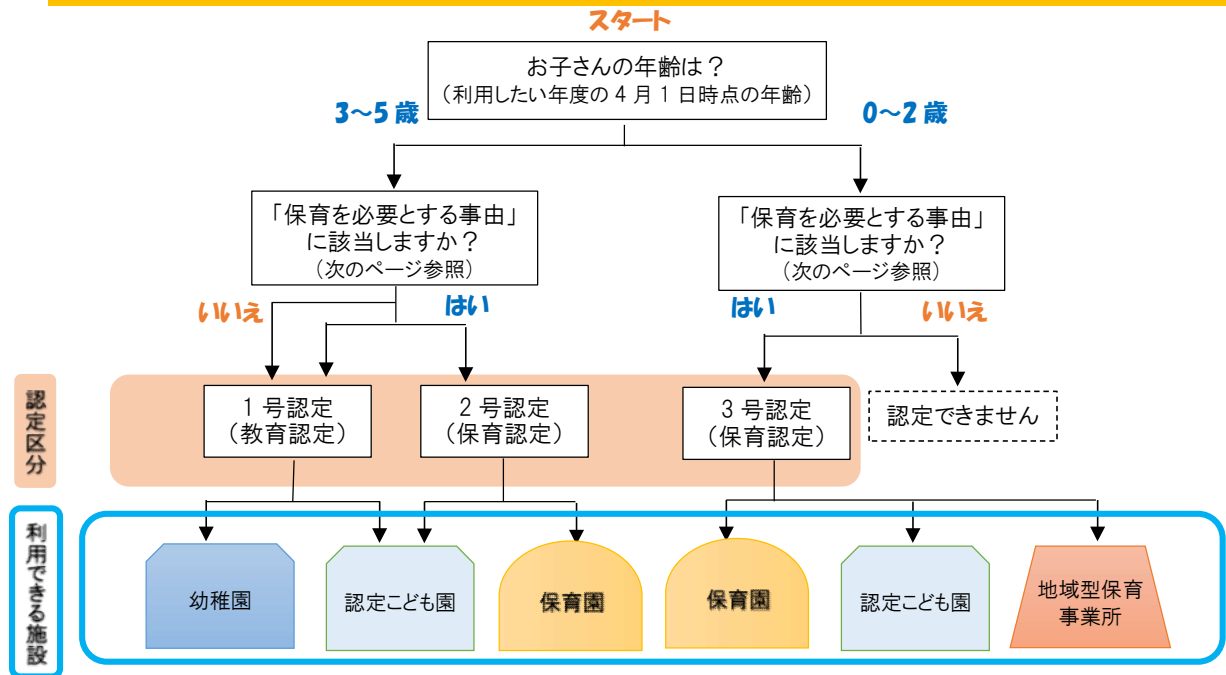 スタート
お子さんの年齢は？
（利用したい年度の４月１日時点の年齢）
3～5 歳
0～2 歳
「保育を必要とする事由」
に該当しますか？
（次のページ参照）
「保育を必要とする事由」
に該当しますか？
（次のページ参照）
いいえ
はい
はい
いいえ
認定区分
１号認定
（教育認定）
２号認定
（保育認定）
３号認定
（保育認定）
認定できません
利用できる施設
幼稚園
認定こども園
保育園
保育園
認定こども園
地域型保育
事業所